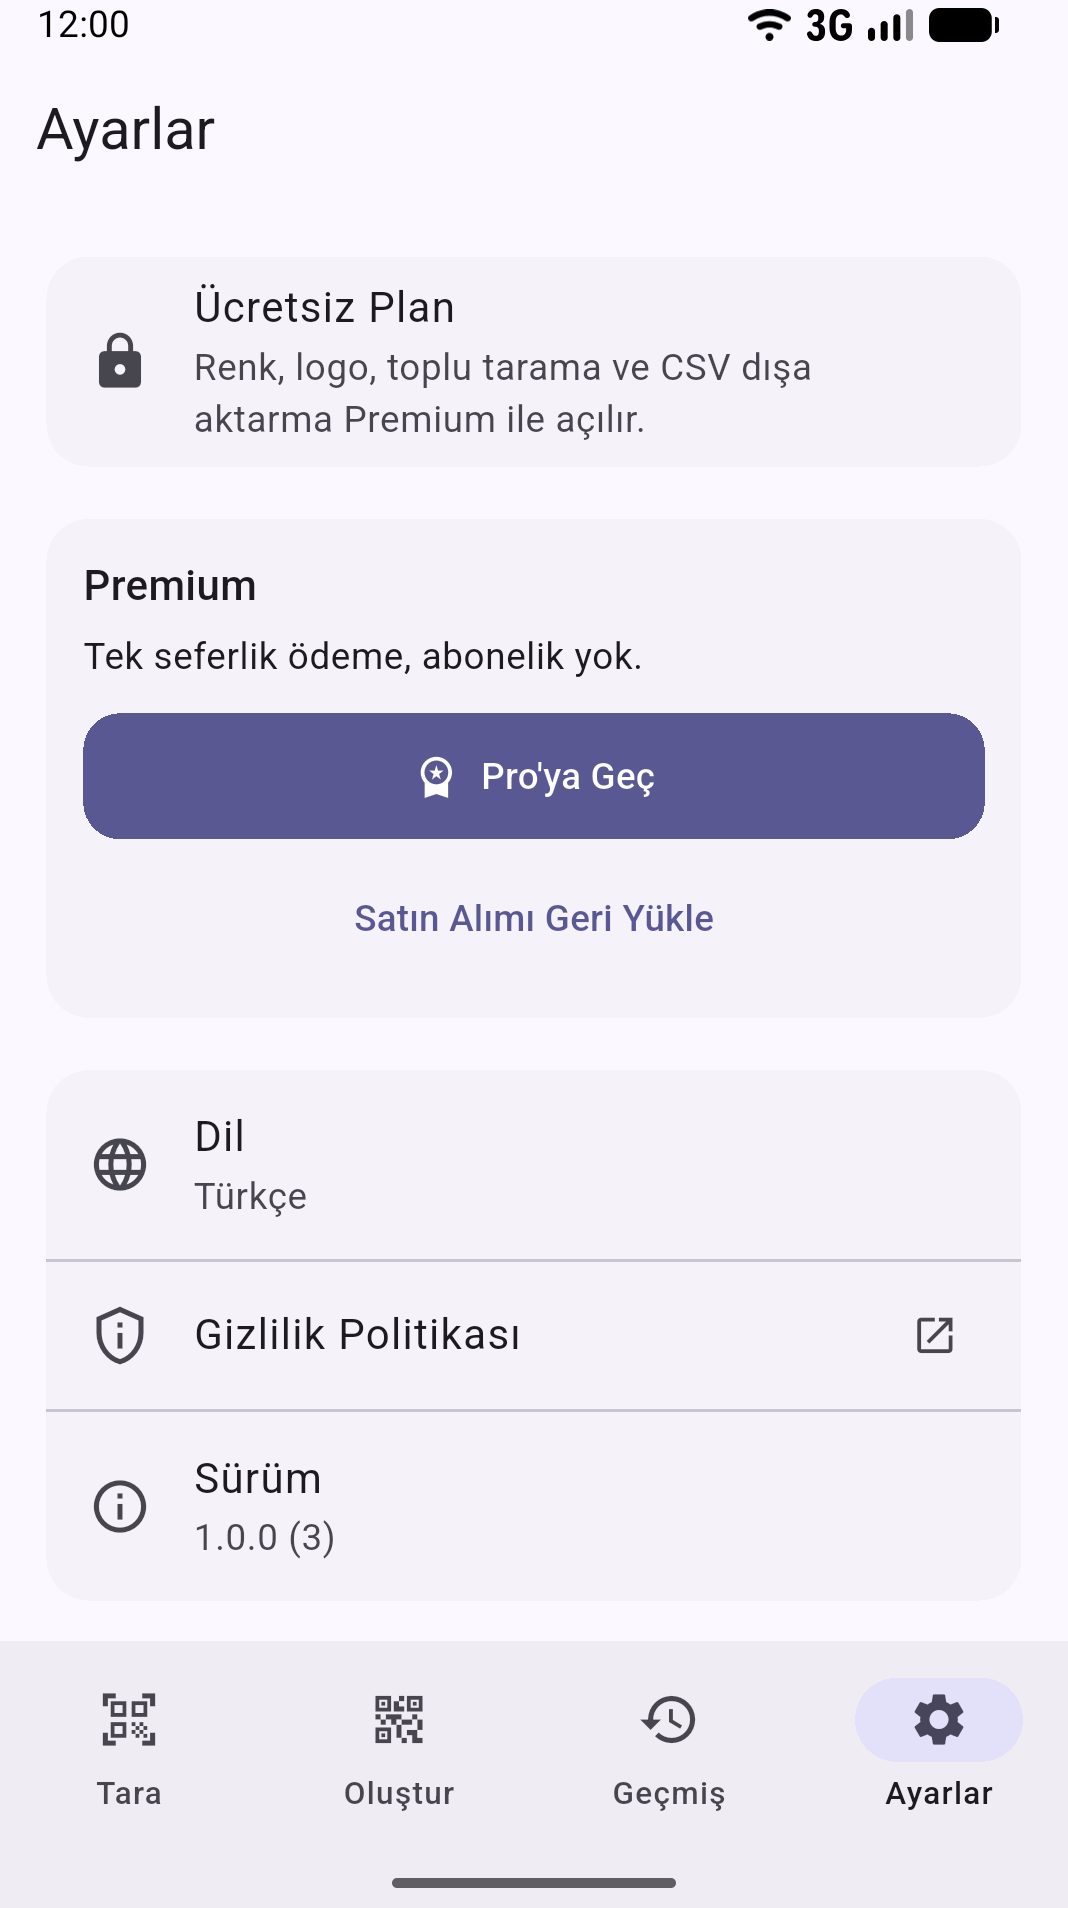 12:00
3G
Ayarlar
Ücretsiz Plan
Renk, logo, toplu tarama ve CSV dışa
aktarma Premium ile açılır.
Premium
Tek seferlik ödeme, abonelik yok.
Pro'ya Geç
Satın Alımı Geri Yükle
Dil
Türkçe
Gizlilik Politikası
Sürüm
1.0.0 (3)
Tara
Oluştur
Geçmiş
Ayarlar